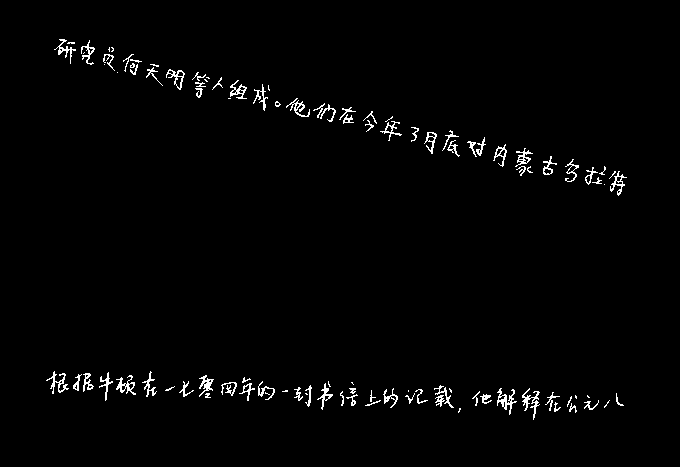 研究员何天明等人组成。他们在今年3月底对内蒙古乌拉特
根据牛顿在一七零四年的一封书信上的记载，他解释在公元八